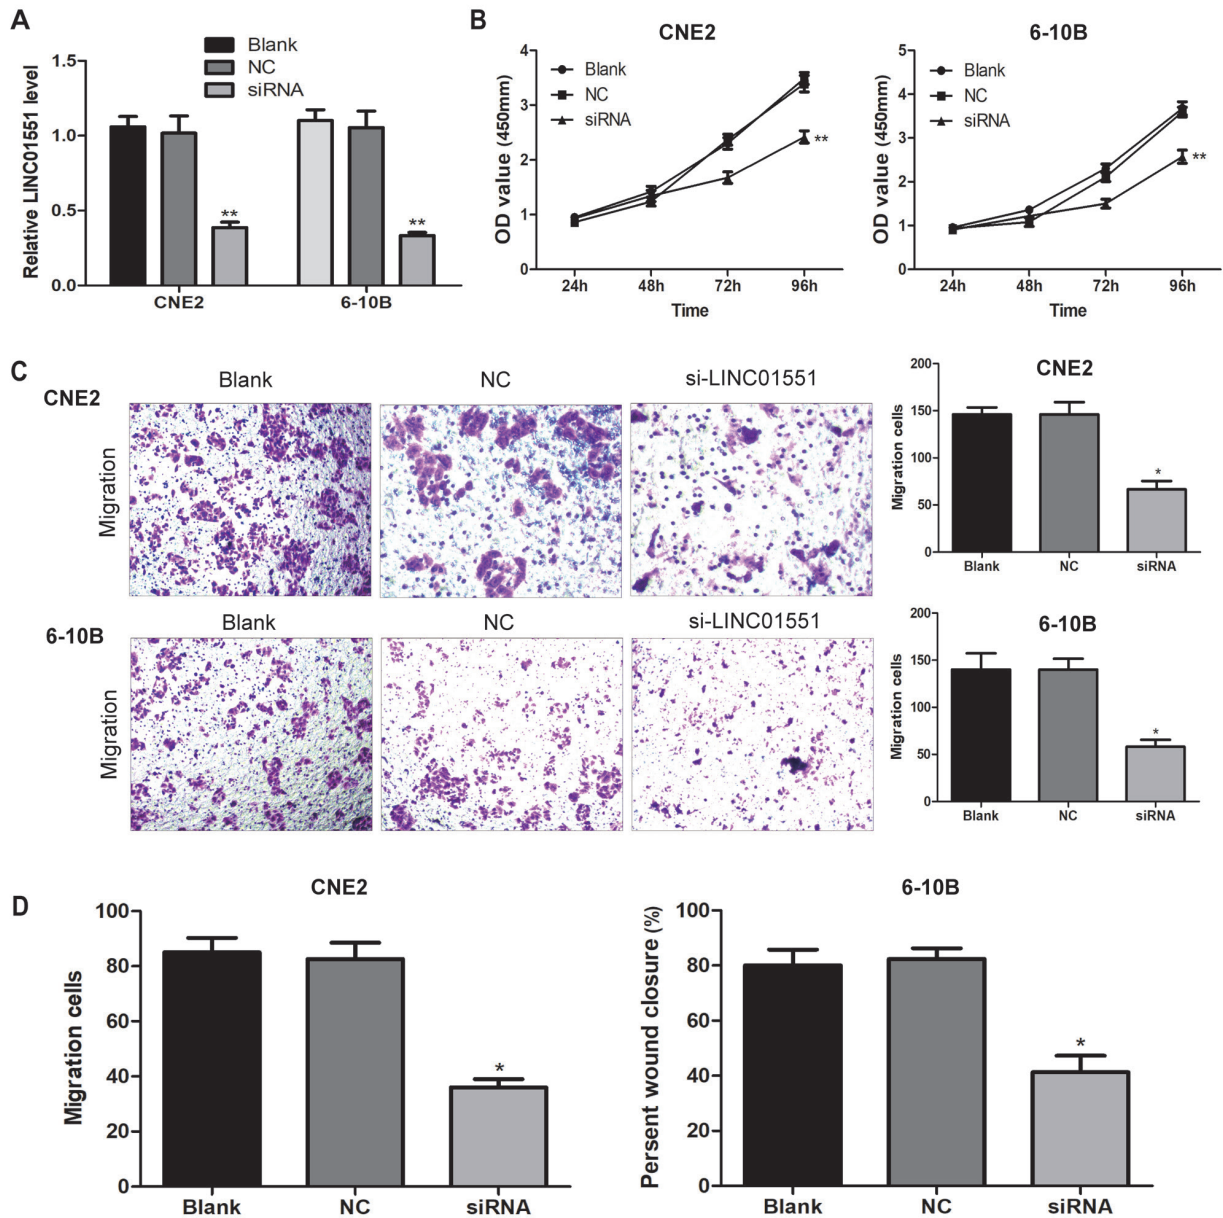 A
Blank
NC
siRNA
Relative LINC01551 level
1.5
1.0
0.5
0.0
**
**
CNE2
6-10B
B
CNE2
Blank
NC
siRNA
OD value (450mm)
4
3
2
1
0
**
24h
48h
72h
96h
Time
6-10B
Blank
NC
siRNA
OD value (450mm)
5
4
3
2
1
0
**
24h
48h
72h
96h
Time
C
CNE2
Blank
NC
si-LINC01551
Migration
CNE2
Migration cells
200
150
100
50
0
*
Blank
NC
siRNA
6-10B
Blank
NC
si-LINC01551
Migration
6-10B
Migration cells
200
150
100
50
0
*
Blank
NC
siRNA
D
CNE2
Migration cells
100
80
60
40
20
0
*
Blank
NC
siRNA
6-10B
Persent wound closure (%)
100
80
60
40
20
0
*
Blank
NC
siRNA